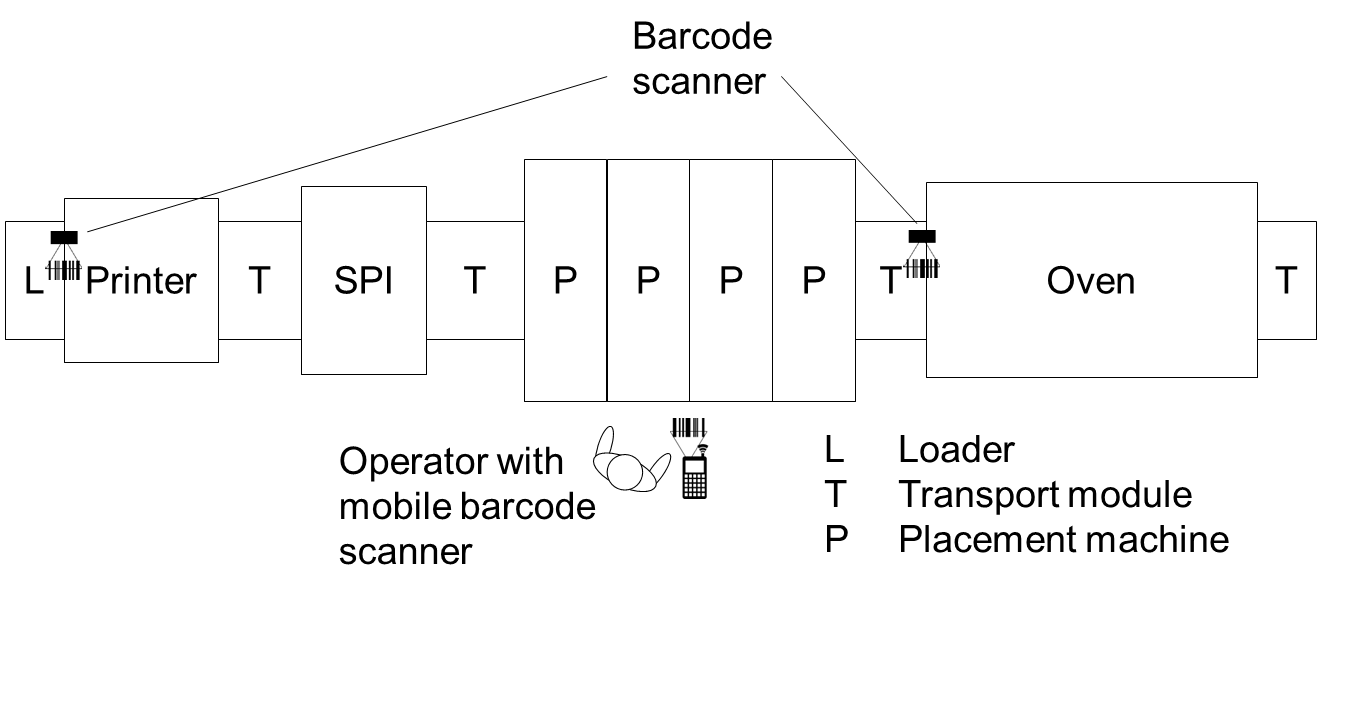 Barcode
scanner
L Printer T SPI T P P P P T Oven T
Operator with
mobile barcode
scanner
L Loader
T Transport module
P Placement machine